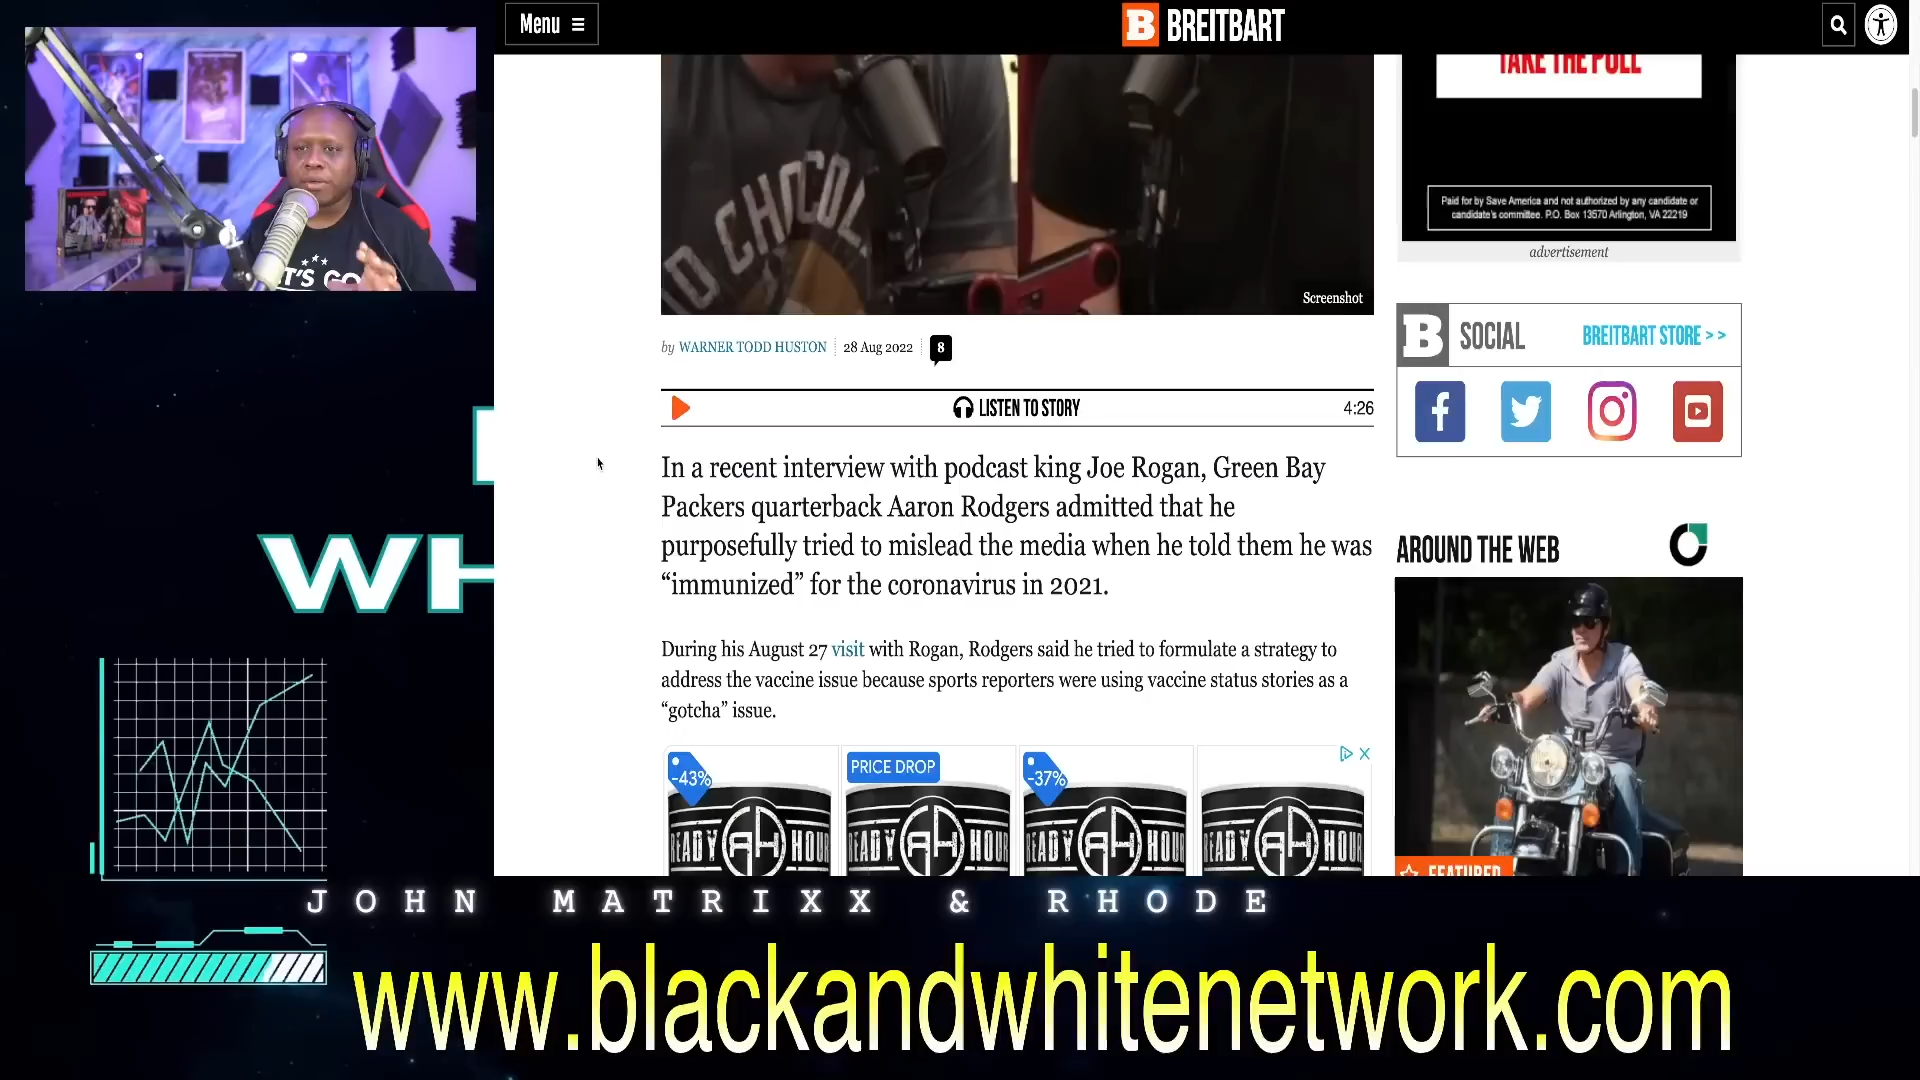 Menu
BREITBART
TAKE THE POLL
Paid for by Save America and not authorized by any candidate or
candidate's committee. P.O. Box 13570 Arlington, VA 22219
advertisement
Screenshot
by WARNER TODD HUSTON 28 Aug 2022 8
LISTEN TO STORY 4:26
In a recent interview with podcast king Joe Rogan, Green Bay
Packers quarterback Aaron Rodgers admitted that he
purposefully tried to mislead the media when he told them he was
“immunized” for the coronavirus in 2021.
During his August 27 visit with Rogan, Rodgers said he tried to formulate a strategy to
address the vaccine issue because sports reporters were using vaccine status stories as a
“gotcha” issue.
-43%
PRICE DROP
-37%
READY HOUR
READY HOUR
READY HOUR
READY HOUR
B SOCIAL
BREITBART STORE >>
AROUND THE WEB
FEATURED
WH
JOHN MATRIXX & RHODE
www.blackandwhitenetwork.com